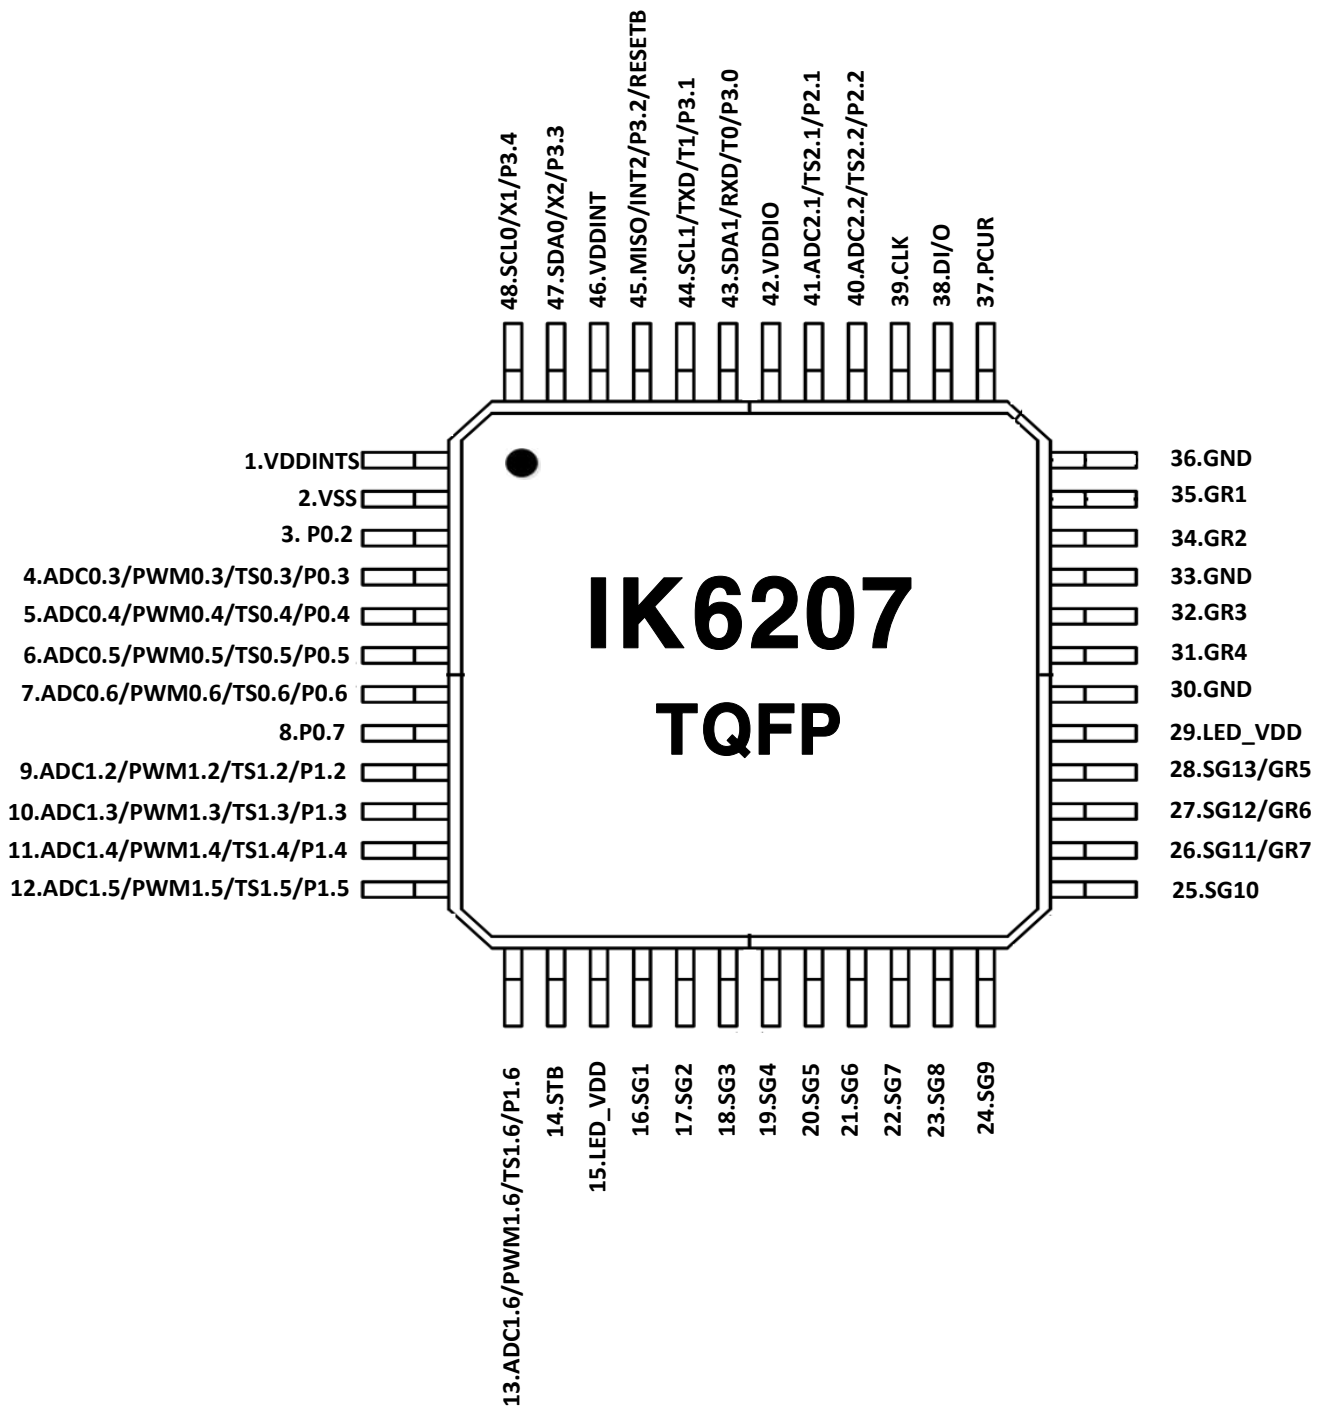 48.SCL0/X1/P3.4
47.SDA0/X2/P3.3
46.VDDINT
45.MISO/INT2/P3.2/RESETB
44.SCL1/TXD/T1/P3.1
43.SDA1/RXD/T0/P3.0
42.VDDIO
41.ADC2.1/TS2.1/P2.1
40.ADC2.2/TS2.2/P2.2
39.CLK
38.DI/O
37.PCUR
1.VDDINTS
2.VSS
3. P0.2
4.ADC0.3/PWM0.3/TS0.3/P0.3
5.ADC0.4/PWM0.4/TS0.4/P0.4
6.ADC0.5/PWM0.5/TS0.5/P0.5
7.ADC0.6/PWM0.6/TS0.6/P0.6
8.P0.7
9.ADC1.2/PWM1.2/TS1.2/P1.2
10.ADC1.3/PWM1.3/TS1.3/P1.3
11.ADC1.4/PWM1.4/TS1.4/P1.4
12.ADC1.5/PWM1.5/TS1.5/P1.5
IK6207
TQFP
36.GND
35.GR1
34.GR2
33.GND
32.GR3
31.GR4
30.GND
29.LED_VDD
28.SG13/GR5
27.SG12/GR6
26.SG11/GR7
25.SG10
13.ADC1.6/PWM1.6/TS1.6/P1.6
14.STB
15.LED_VDD
16.SG1
17.SG2
18.SG3
19.SG4
20.SG5
21.SG6
22.SG7
23.SG8
24.SG9